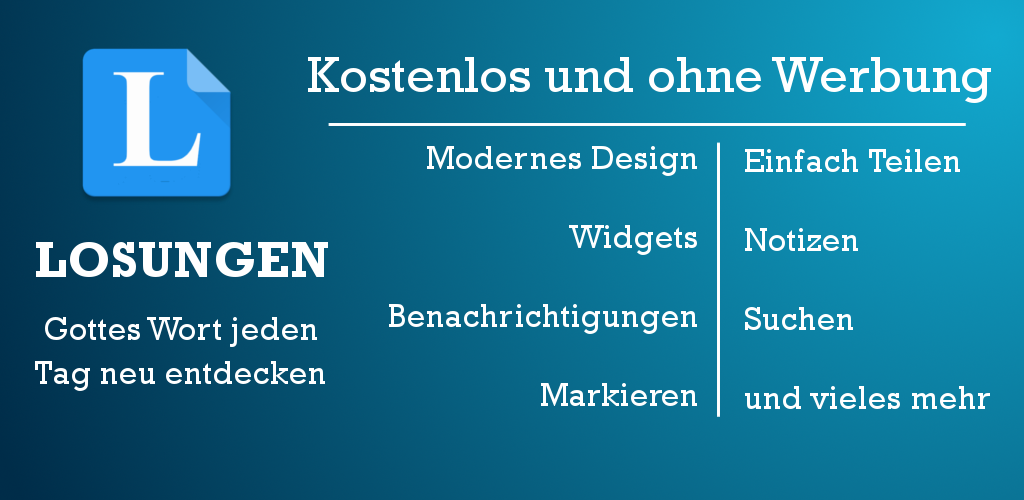 L
LOSUNGEN
Gottes Wort jeden
Tag neu entdecken
Kostenlos und ohne Werbung
Modernes Design
Widgets
Benachrichtigungen
Markieren
Einfach Teilen
Notizen
Suchen
und vieles mehr